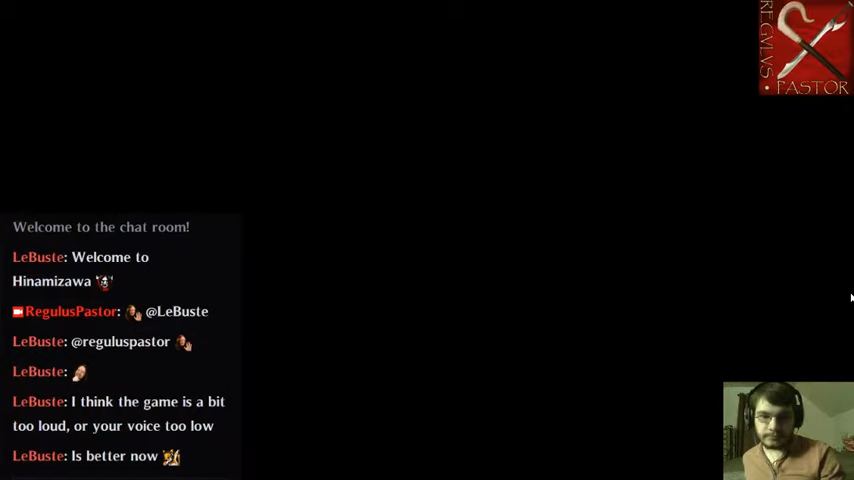 REGVLVS
• PASTOR
Welcome to the chat room!
LeBuste: Welcome to
Hinamizawa
RegulusPastor: @LeBuste
LeBuste: @reguluspastor
LeBuste:
LeBuste: I think the game is a bit
too loud, or your voice too low
LeBuste: Is better now